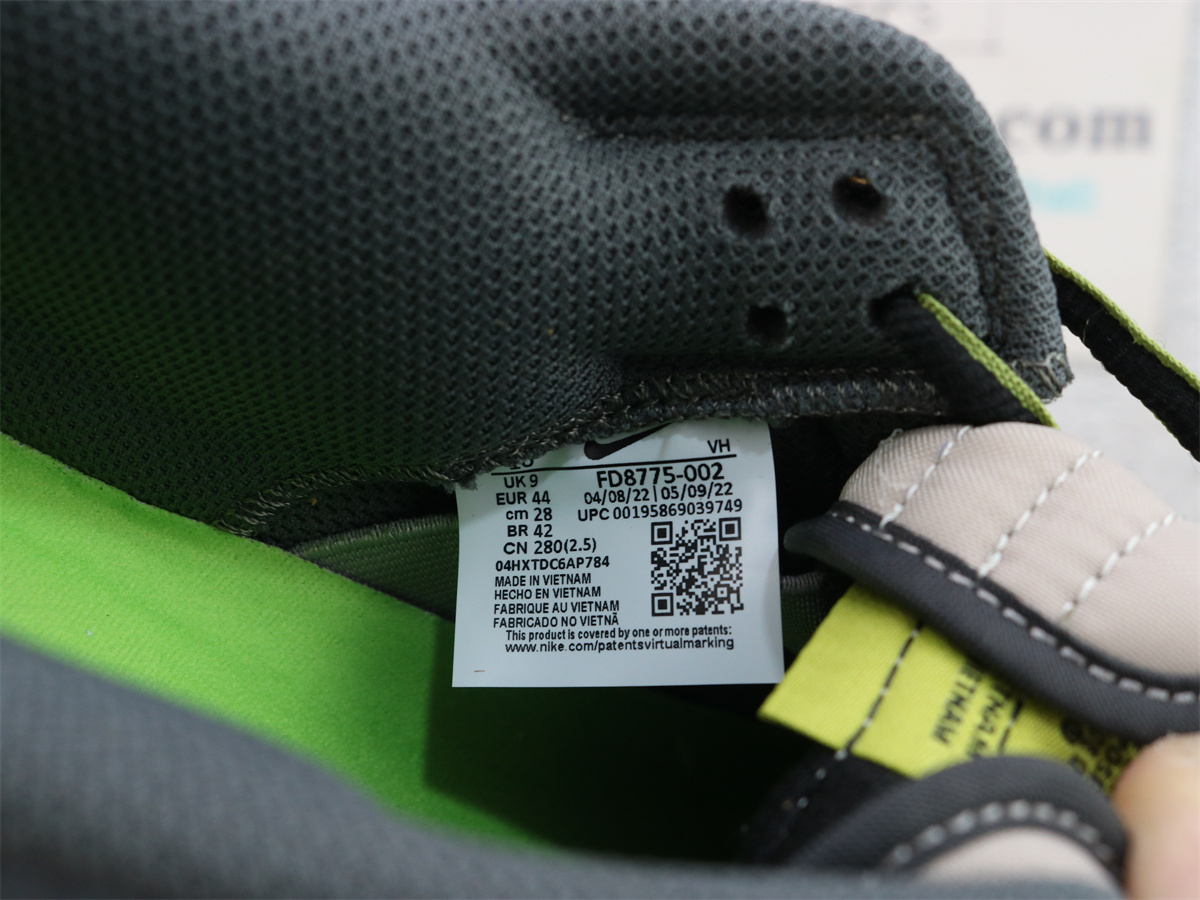 com
VH
UK 9
FD8775-002
EUR 44
04/08/22 | 05/09/22
cm 28
UPC 00195869039749
BR 42
CN 280(2.5)
04HXTDC6AP784
MADE IN VIETNAM
HECHO EN VIETNAM
FABRIQUE AU VIETNAM
FABRICADO NO VIETNÃ
This product is covered by one or more patents:
www.nike.com/patentsvirtualmarking